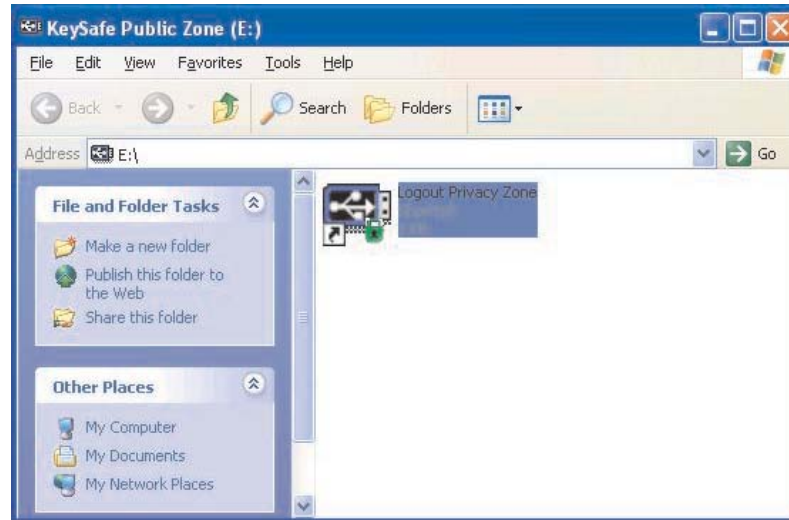 KeySafe Public Zone (E:)
File Edit View Favorites Tools Help
Back Search Folders
Address E:\ Go
File and Folder Tasks
Make a new folder
Publish this folder to
the Web
Share this folder
Other Places
My Computer
My Documents
My Network Places
Logout Privacy Zone